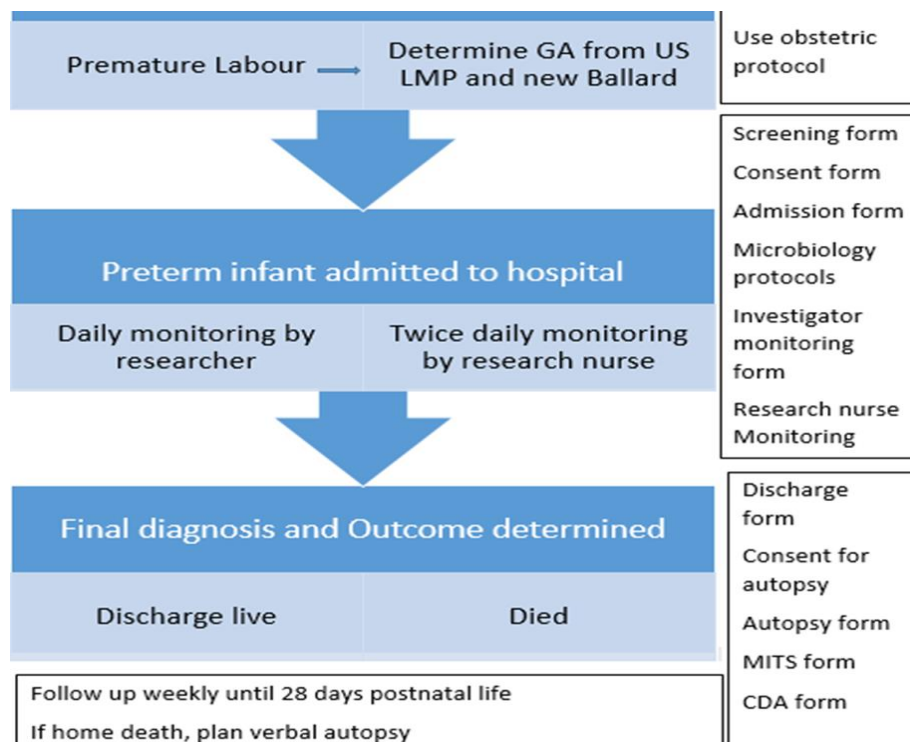 Premature Labour
Determine GA from US
LMP and new Ballard
Use obstetric
protocol
Preterm infant admitted to hospital
Daily monitoring by
researcher
Twice daily monitoring
by research nurse
Screening form
Consent form
Admission form
Microbiology
protocols
Investigator
monitoring
form
Research nurse
Monitoring
Final diagnosis and Outcome determined
Discharge live
Died
Discharge
form
Consent for
autopsy
Autopsy form
MITS form
CDA form
Follow up weekly until 28 days postnatal life
If home death, plan verbal autopsy